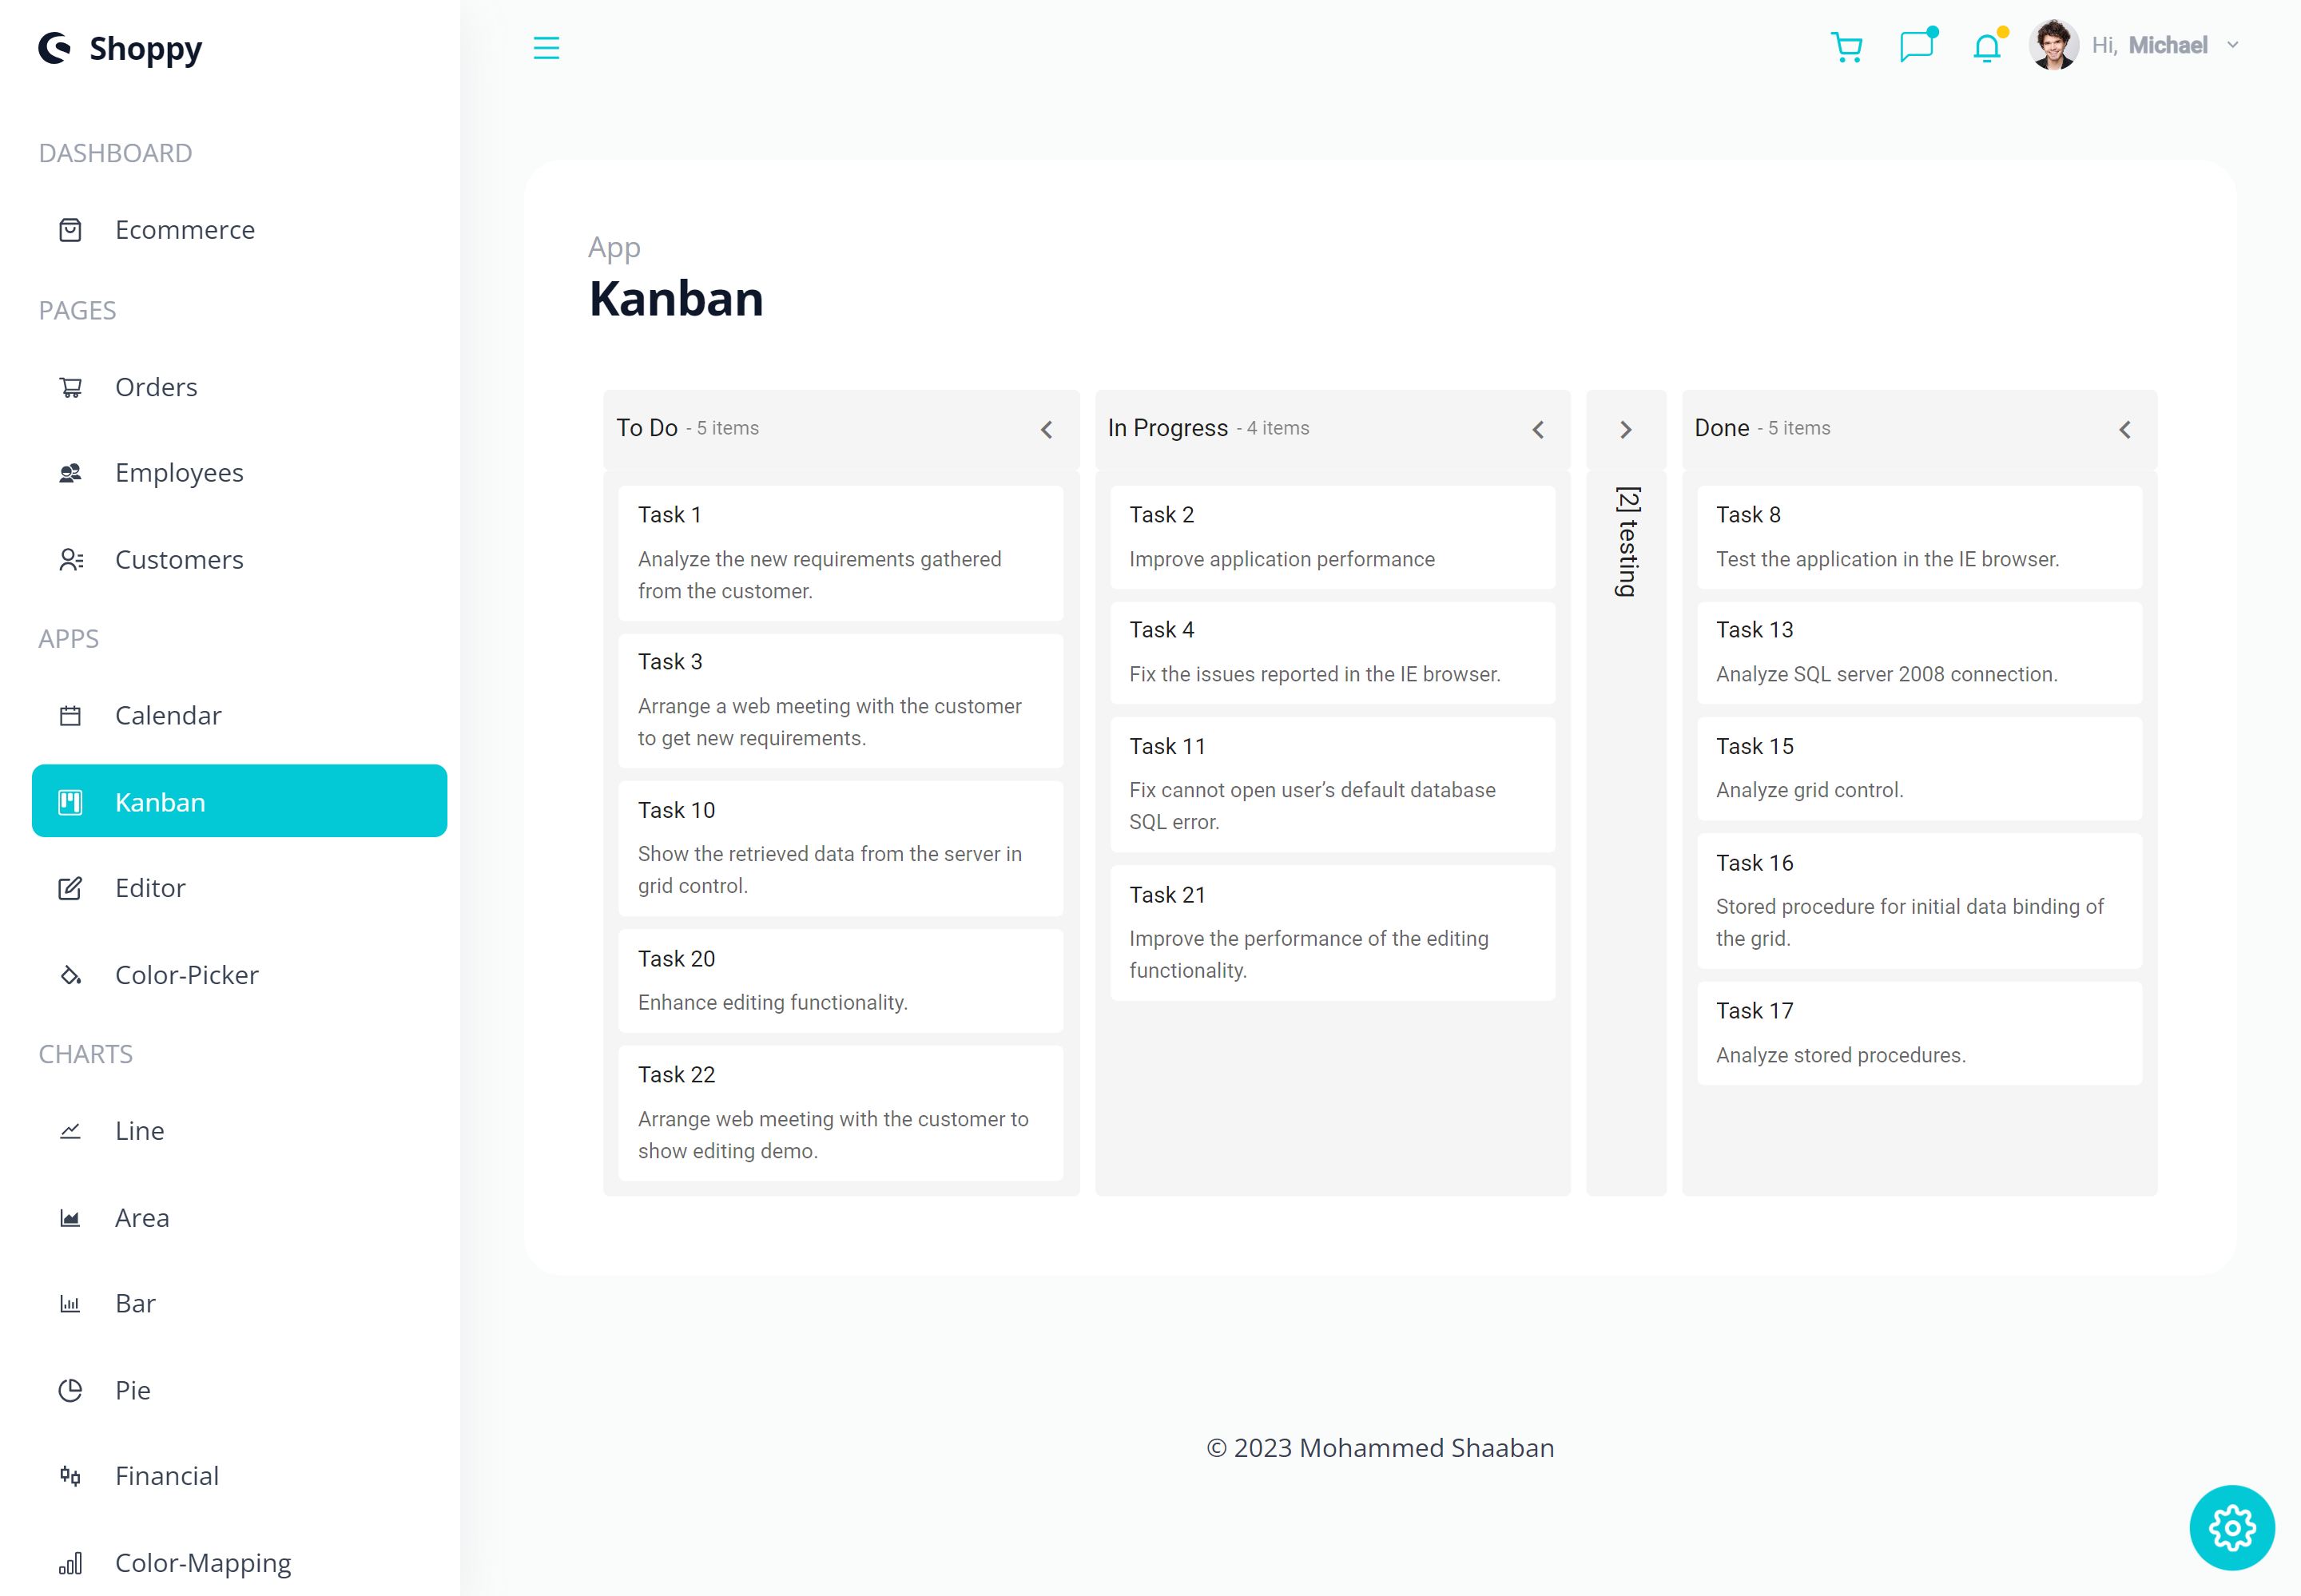 Shoppy
Hi, Michael
DASHBOARD
Ecommerce
PAGES
Orders
Employees
Customers
APPS
Calendar
Kanban
Editor
Color-Picker
CHARTS
Line
Area
Bar
Pie
Financial
Color-Mapping
App
Kanban
To Do - 5 items
Task 1
Analyze the new requirements gathered
from the customer.
Task 3
Arrange a web meeting with the customer
to get new requirements.
Task 10
Show the retrieved data from the server in
grid control.
Task 20
Enhance editing functionality.
Task 22
Arrange web meeting with the customer to
show editing demo.
In Progress - 4 items
Task 2
Improve application performance
Task 4
Fix the issues reported in the IE browser.
Task 11
Fix cannot open user’s default database
SQL error.
Task 21
Improve the performance of the editing
functionality.
[2] testing
Done - 5 items
Task 8
Test the application in the IE browser.
Task 13
Analyze SQL server 2008 connection.
Task 15
Analyze grid control.
Task 16
Stored procedure for initial data binding of
the grid.
Task 17
Analyze stored procedures.
© 2023 Mohammed Shaaban